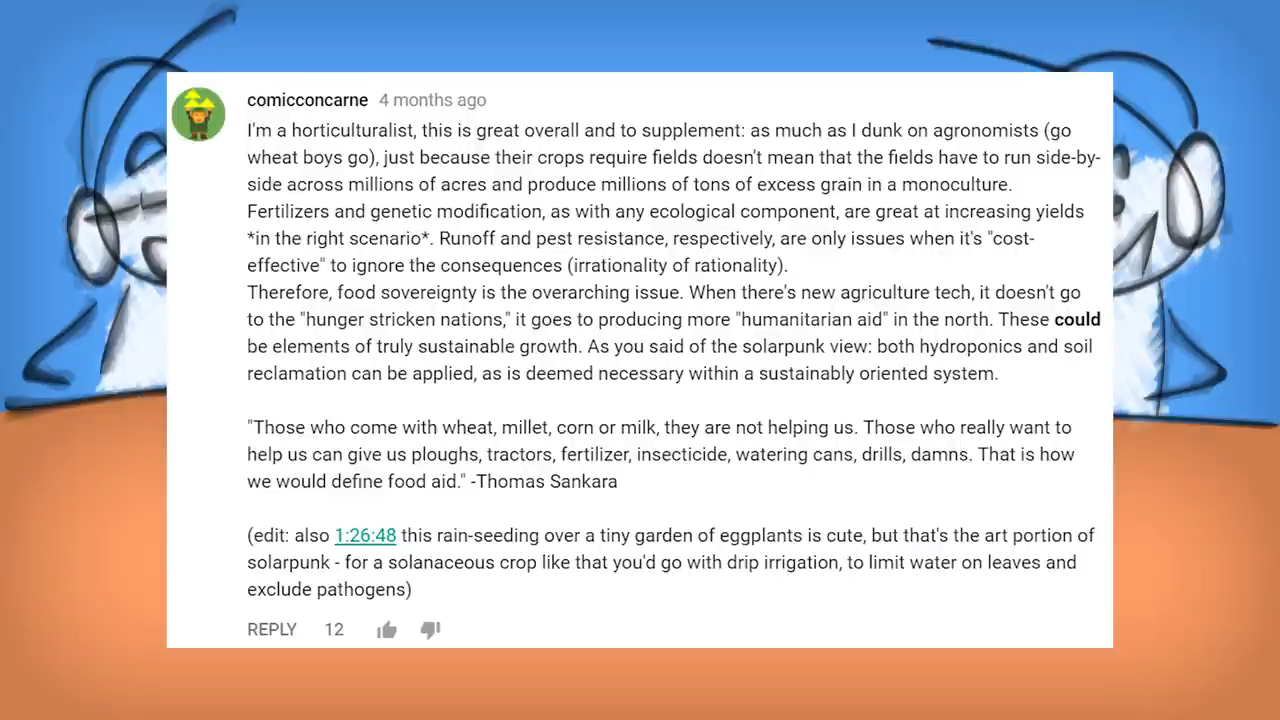 comicconcarne 4 months ago
I'm a horticulturalist, this is great overall and to supplement: as much as I dunk on agronomists (go
wheat boys go), just because their crops require fields doesn't mean that the fields have to run side-by-
side across millions of acres and produce millions of tons of excess grain in a monoculture.
Fertilizers and genetic modification, as with any ecological component, are great at increasing yields
*in the right scenario*. Runoff and pest resistance, respectively, are only issues when it's "cost-
effective" to ignore the consequences (irrationality of rationality).
Therefore, food sovereignty is the overarching issue. When there's new agriculture tech, it doesn't go
to the "hunger stricken nations," it goes to producing more "humanitarian aid" in the north. These could
be elements of truly sustainable growth. As you said of the solarpunk view: both hydroponics and soil
reclamation can be applied, as is deemed necessary within a sustainably oriented system.
"Those who come with wheat, millet, corn or milk, they are not helping us. Those who really want to
help us can give us ploughs, tractors, fertilizer, insecticide, watering cans, drills, damns. That is how
we would define food aid." -Thomas Sankara
(edit: also 1:26:48 this rain-seeding over a tiny garden of eggplants is cute, but that's the art portion of
solarpunk - for a solanaceous crop like that you'd go with drip irrigation, to limit water on leaves and
exclude pathogens)
REPLY 12